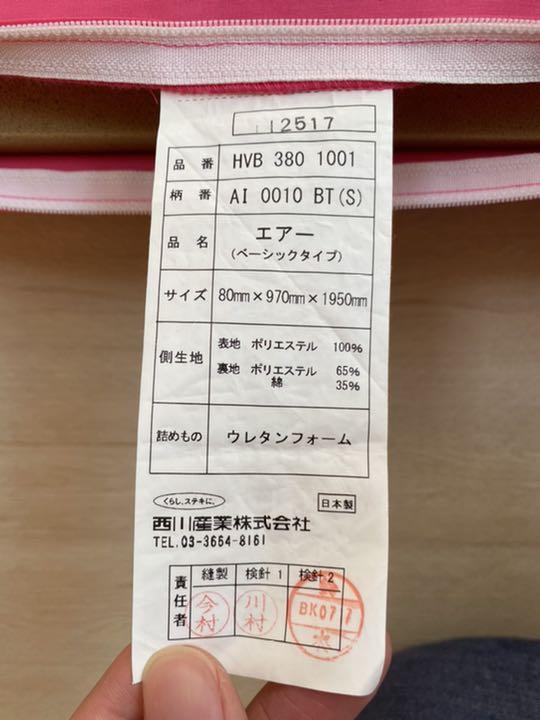 112517
品番 HVB 380 1001
柄番 AI 0010 BT(S)
品名 エアー
(ベーシックタイプ)
サイズ 80mm×970mm×1950mm
側生地 表地 ポリエステル 100%
裏地 ポリエステル 65%
綿 35%
詰めもの ウレタンフォーム
くらし、ステキに。
日本製
西川産業株式会社
TEL.03-3664-8161
責任者 縫製 検針1 検針2
今村 川村 BK07